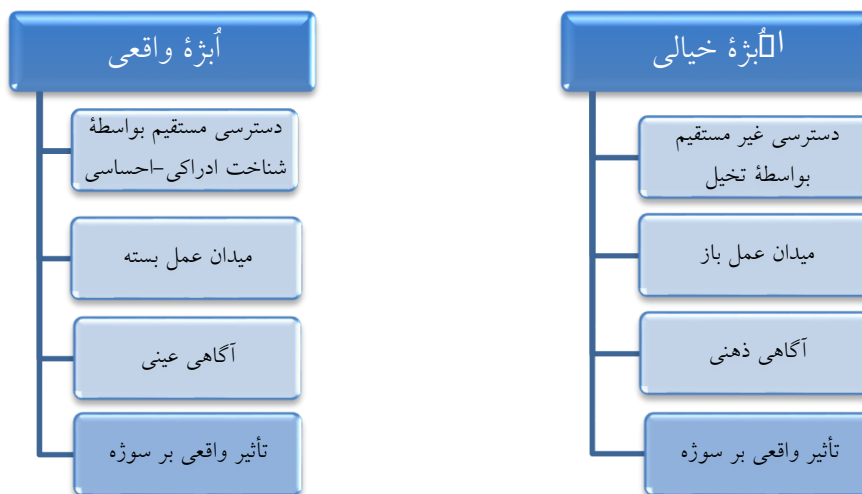 اُبژهٔ خیالی
دسترسی غیر مستقیم
بواسطهٔ تخیل
میدان عمل باز
آگاهی ذهنی
تأثیر واقعی بر سوژه
اُبژهٔ واقعی
دسترسی مستقیم بواسطهٔ
شناخت ادراکی-احساسی
میدان عمل بسته
آگاهی عینی
تأثیر واقعی بر سوژه